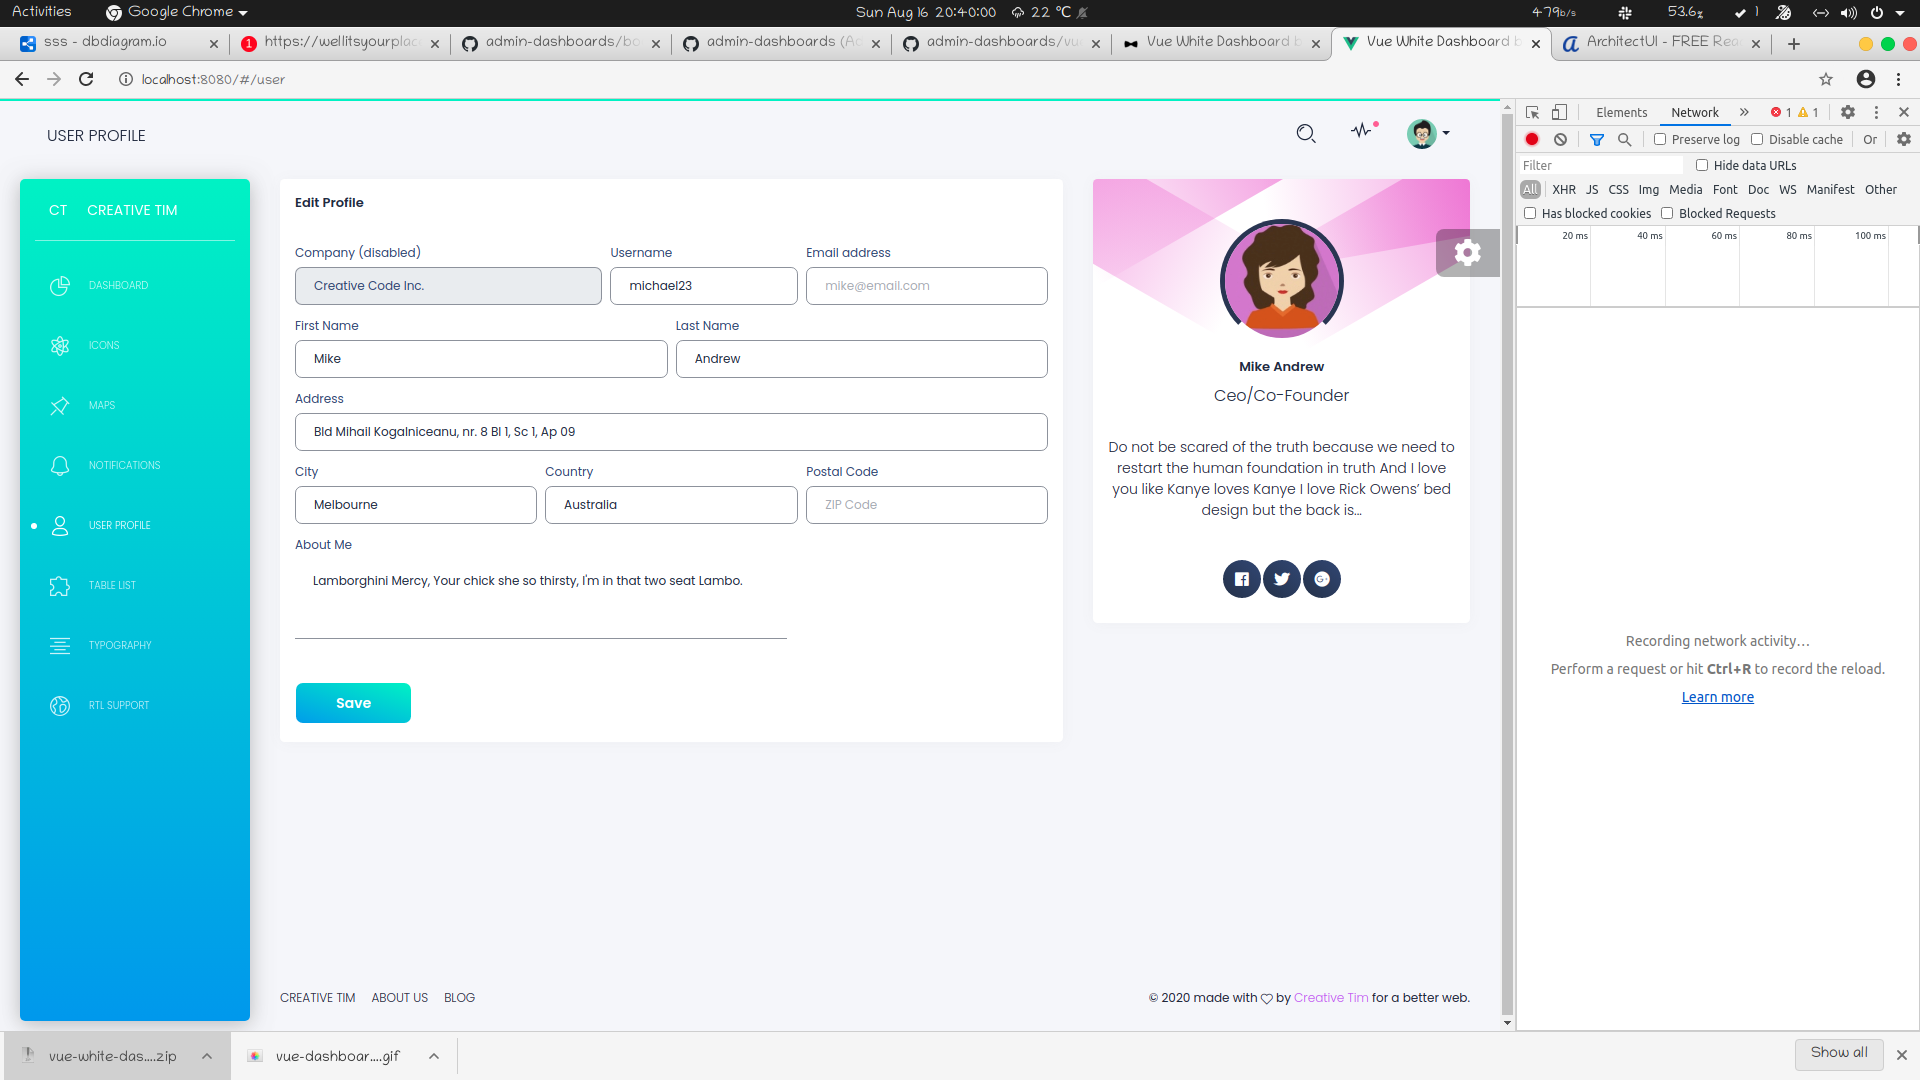 Activities
Google Chrome
Sun Aug 16 20:40:00
22 °C
479b/s
53.6%
1
sss - dbdiagram.io
https://wellitsyourplac
admin-dashboards/bo
admin-dashboards (A
admin-dashboards/vu
Vue White Dashboard b
Vue White Dashboard b
ArchitectUI - FREE Rea
localhost:8080/#/user
USER PROFILE
CT CREATIVE TIM
DASHBOARD
ICONS
MAPS
NOTIFICATIONS
USER PROFILE
TABLE LIST
TYPOGRAPHY
RTL SUPPORT
Edit Profile
Company (disabled) Username Email address
Creative Code Inc. michael23 mike@email.com
First Name Last Name
Mike Andrew
Address
Bld Mihail Kogalniceanu, nr. 8 Bl 1, Sc 1, Ap 09
City Country Postal Code
Melbourne Australia ZIP Code
About Me
Lamborghini Mercy, Your chick she so thirsty, I'm in that two seat Lambo.
Save
Mike Andrew
Ceo/Co-Founder
Do not be scared of the truth because we need to
restart the human foundation in truth And I love
you like Kanye loves Kanye I love Rick Owens’ bed
design but the back is...
CREATIVE TIM ABOUT US BLOG
© 2020 made with by Creative Tim for a better web.
Elements Network » 1 1
Preserve log Disable cache Or
Filter Hide data URLs
All XHR JS CSS Img Media Font Doc WS Manifest Other
Has blocked cookies Blocked Requests
20 ms 40 ms 60 ms 80 ms 100 ms
Recording network activity…
Perform a request or hit Ctrl+R to record the reload.
Learn more
vue-white-das....zip
vue-dashboar....gif
Show all